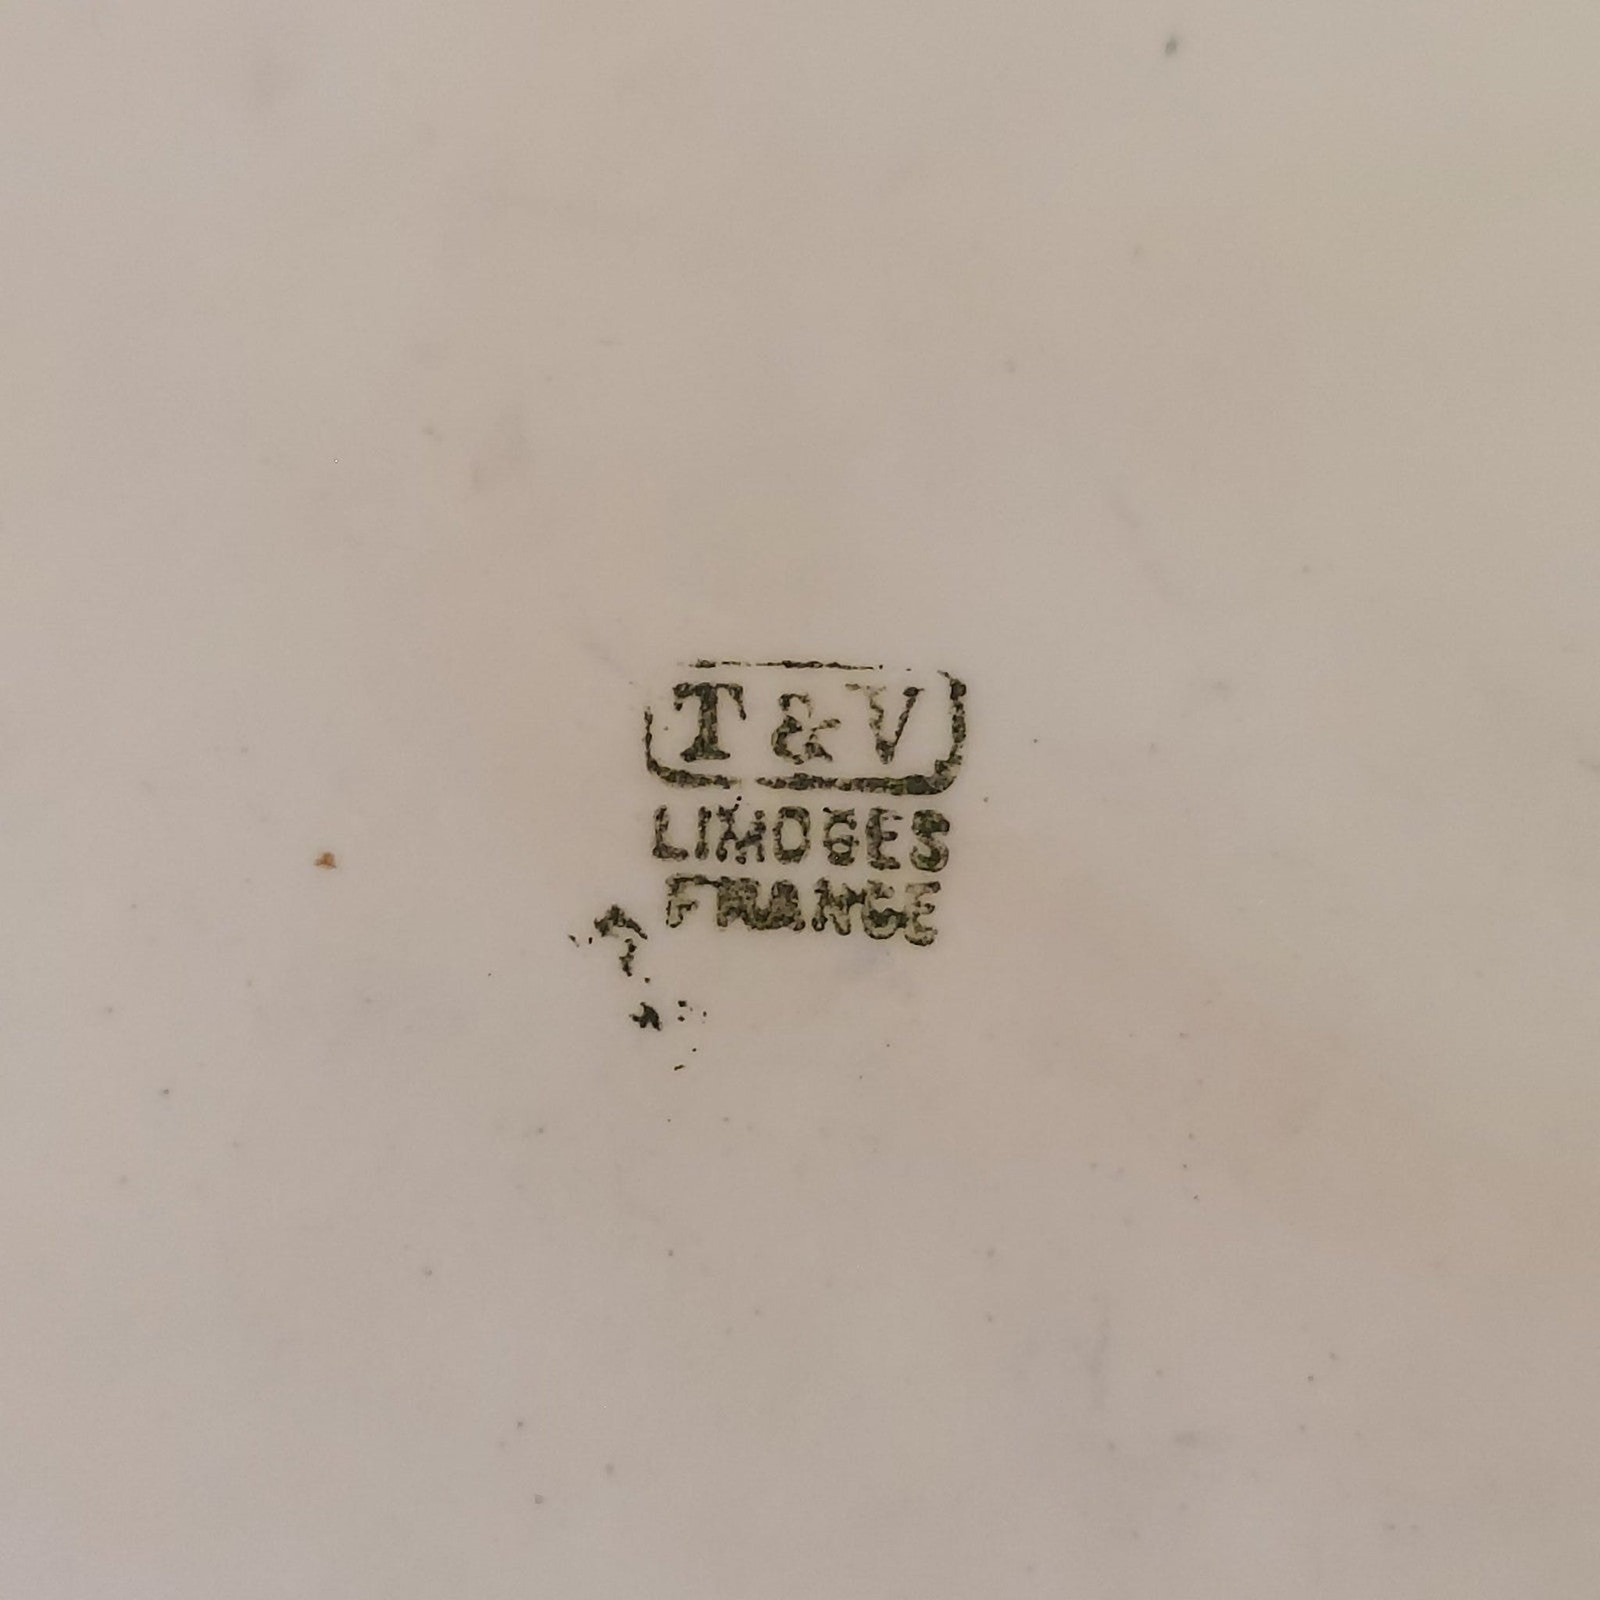 T & V
LIMOGES
FRANCE